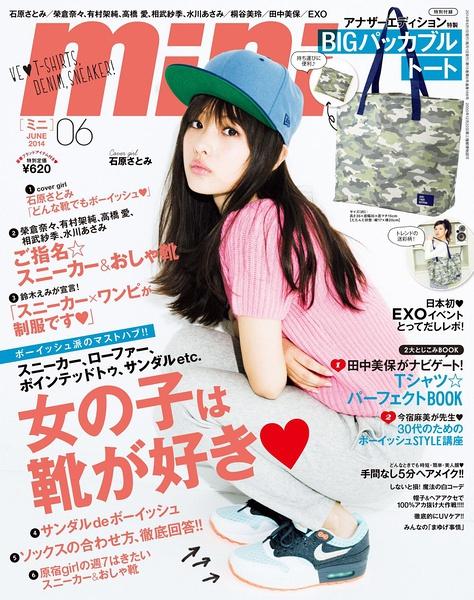 石原さとみ／榮倉奈々、有村架純、高橋 愛、相武紗季、水川あさみ／桐谷美玲／田中美保／EXO
mini
WE♥T-SHIRTS,
DENIM, SNEAKER!
[ミニ]
JUNE
2014
06
特別定価
¥620
Cover girl
石原さとみ
特別付録
アナザーエディション特製
BIGパッカブル
トート
持ち運びに
便利♪
トレンドの
迷彩柄！
1 cover girl
石原さとみ
「どんな靴でもボーイッシュ♥」
2 榮倉奈々、有村架純、高橋 愛、
相武紗季、水川あさみ
ご指名☆
スニーカー&おしゃ靴
3 鈴木えみが宣言！
「スニーカー×ワンピが
制服です♥」
ボーイッシュ派のマストハブ!!
スニーカー、ローファー、
ポインテッドトゥ、サンダルetc.
女の子は
靴が好き♥
4 サンダルdeボーイッシュ
5 ソックスの合わせ方、徹底回答!!
6 原宿girlの週7はきたい
スニーカー&おしゃ靴
日本初♥
EXOイベント
とってだしレポ！
2大とじこみBOOK
1 田中美保がナビゲート！
Tシャツ☆
パーフェクトBOOK
2 今宿麻美が先生♥
30代のための
ボーイッシュSTYLE講座
どんなときでも時短・簡単・美人顔♥
手間なし5分ヘアメイク!!
しないと損！魔法の白コーデ
帽子&ヘアアクセで
100%アカ抜け大作戦!!!!
徹底的にUVケア!!
みんなの「まゆげ事情」